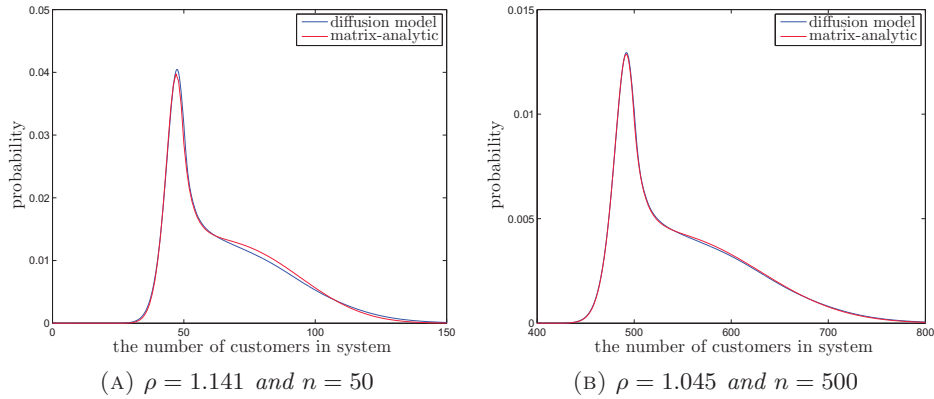 0.05
diffusion model
matrix-analytic
0.04
0.03
probability
0.02
0.01
0
0 50 100 150
the number of customers in system
(A) ρ = 1.141 and n = 50
0.015
diffusion model
matrix-analytic
0.01
probability
0.005
0
400 500 600 700 800
the number of customers in system
(B) ρ = 1.045 and n = 500